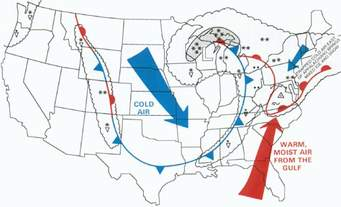 COLD
AIR
WARM,
MOIST AIR
FROM THE
GULF